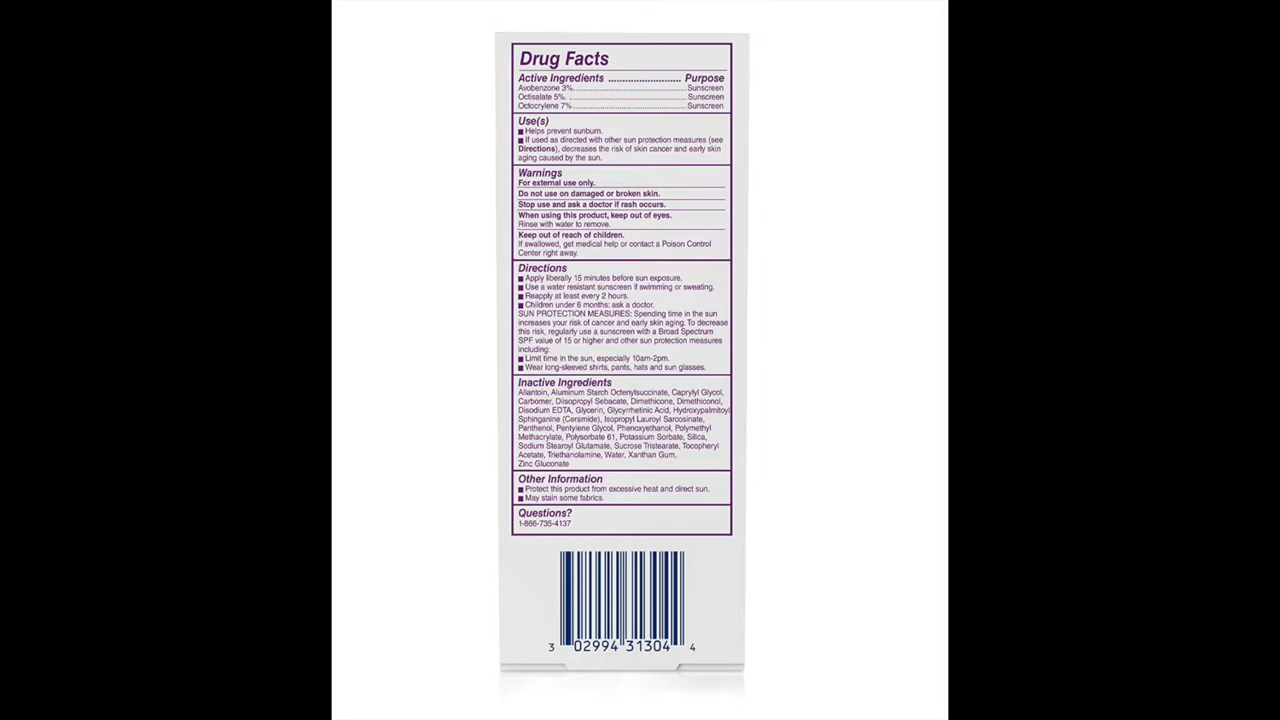 Drug Facts
Active Ingredients .......................... Purpose
Avobenzone 3%.......................................... Sunscreen
Octisalate 5%. ............................................ Sunscreen
Octocrylene 7% .......................................... Sunscreen
Use(s)
■ Helps prevent sunburn.
■ If used as directed with other sun protection measures (see
Directions), decreases the risk of skin cancer and early skin
aging caused by the sun.
Warnings
For external use only.
Do not use on damaged or broken skin.
Stop use and ask a doctor if rash occurs.
When using this product, keep out of eyes.
Rinse with water to remove.
Keep out of reach of children.
If swallowed, get medical help or contact a Poison Control
Center right away.
Directions
■ Apply liberally 15 minutes before sun exposure.
■ Use a water resistant sunscreen if swimming or sweating.
■ Reapply at least every 2 hours.
■ Children under 6 months: ask a doctor.
SUN PROTECTION MEASURES: Spending time in the sun
increases your risk of cancer and early skin aging. To decrease
this risk, regularly use a sunscreen with a Broad Spectrum
SPF value of 15 or higher and other sun protection measures
including:
■ Limit time in the sun, especially 10am-2pm.
■ Wear long-sleeved shirts, pants, hats and sun glasses.
Inactive Ingredients
Allantoin, Aluminum Starch Octenylsuccinate, Caprylyl Glycol,
Carbomer, Diisopropyl Sebacate, Dimethicone, Dimethiconol,
Disodium EDTA, Glycerin, Glycyrrhetinic Acid, Hydroxypalmitoyl
Sphinganine (Ceramide), Isopropyl Lauroyl Sarcosinate,
Panthenol, Pentylene Glycol, Phenoxyethanol, Polymethyl
Methacrylate, Polysorbate 61, Potassium Sorbate, Silica,
Sodium Stearoyl Glutamate, Sucrose Tristearate, Tocopheryl
Acetate, Triethanolamine, Water, Xanthan Gum,
Zinc Gluconate
Other Information
■ Protect this product from excessive heat and direct sun.
■ May stain some fabrics.
Questions?
1-866-735-4137
3 02994 31304 4